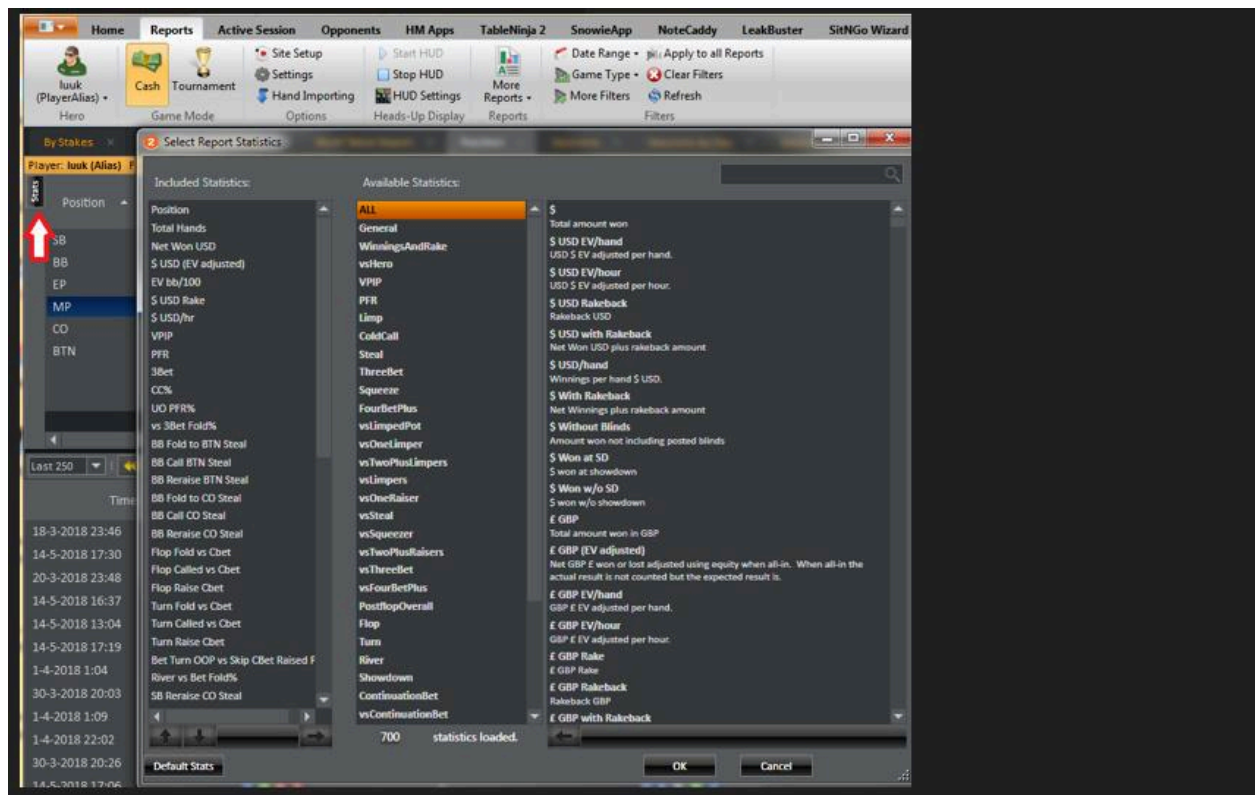 Home Reports Active Session Opponents HM Apps TableNinja 2 SnowieApp NoteCaddy LeakBuster SitNGo Wizard
luuk
(PlayerAlias)
Hero
Cash Tournament
Game Mode
Site Setup
Settings
Hand Importing
Options
Start HUD
Stop HUD
HUD Settings
Heads-Up Display
More
Reports
Reports
Date Range
Game Type
More Filters
Apply to all Reports
Clear Filters
Refresh
Filters
By Stakes
Player: luuk (Alias) F
Stats
Position
SB
BB
EP
MP
CO
BTN
Last 250
Time
18-3-2018 23:46
14-5-2018 17:30
20-3-2018 23:48
14-5-2018 16:37
14-5-2018 13:04
14-5-2018 17:19
1-4-2018 1:04
30-3-2018 20:03
1-4-2018 1:09
1-4-2018 22:02
30-3-2018 20:26
14-5-2018 17:06
2 Select Report Statistics
Included Statistics:
Position
Total Hands
Net Won USD
$ USD (EV adjusted)
EV bb/100
$ USD Rake
$ USD/hr
VPIP
PFR
3Bet
CC%
UO PFR%
vs 3Bet Fold%
BB Fold to BTN Steal
BB Call BTN Steal
BB Reraise BTN Steal
BB Fold to CO Steal
BB Call CO Steal
BB Reraise CO Steal
Flop Fold vs Cbet
Flop Called vs Cbet
Flop Raise Cbet
Turn Fold vs Cbet
Turn Called vs Cbet
Turn Raise Cbet
Bet Turn OOP vs Skip CBet Raised F
River vs Bet Fold%
SB Reraise CO Steal
Default Stats
Available Statistics:
ALL
General
WinningsAndRake
vsHero
VPIP
PFR
Limp
ColdCall
Steal
ThreeBet
Squeeze
FourBetPlus
vsLimpedPot
vsOneLimper
vsTwoPlusLimpers
vsLimpers
vsOneRaiser
vsSteal
vsSqueezer
vsTwoPlusRaisers
vsThreeBet
vsFourBetPlus
PostflopOverall
Flop
Turn
River
Showdown
ContinuationBet
vsContinuationBet
700 statistics loaded.
$
Total amount won
$ USD EV/hand
USD $ EV adjusted per hand.
$ USD EV/hour
USD $ EV adjusted per hour.
$ USD Rakeback
Rakeback USD
$ USD with Rakeback
Net Won USD plus rakeback amount
$ USD/hand
Winnings per hand $ USD.
$ With Rakeback
Net Winnings plus rakeback amount
$ Without Blinds
Amount won not including posted blinds
$ Won at SD
$ won at showdown
$ Won w/o SD
$ won w/o showdown
£ GBP
Total amount won in GBP
£ GBP (EV adjusted)
Net GBP £ won or lost adjusted using equity when all-in. When all-in the
actual result is not counted but the expected result is.
£ GBP EV/hand
GBP £ EV adjusted per hand.
£ GBP EV/hour
GBP £ EV adjusted per hour.
£ GBP Rake
£ GBP Rake
£ GBP Rakeback
Rakeback GBP
£ GBP with Rakeback
OK Cancel